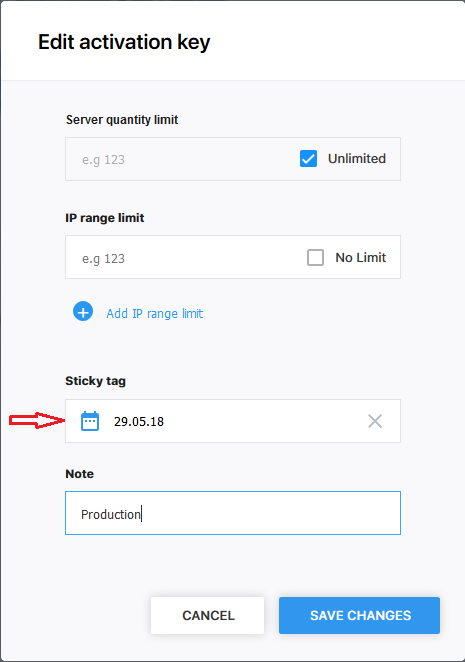 Edit activation key
Server quantity limit
e.g 123 Unlimited
IP range limit
e.g 123 No Limit
Add IP range limit
Sticky tag
29.05.18
Note
Production
CANCEL SAVE CHANGES